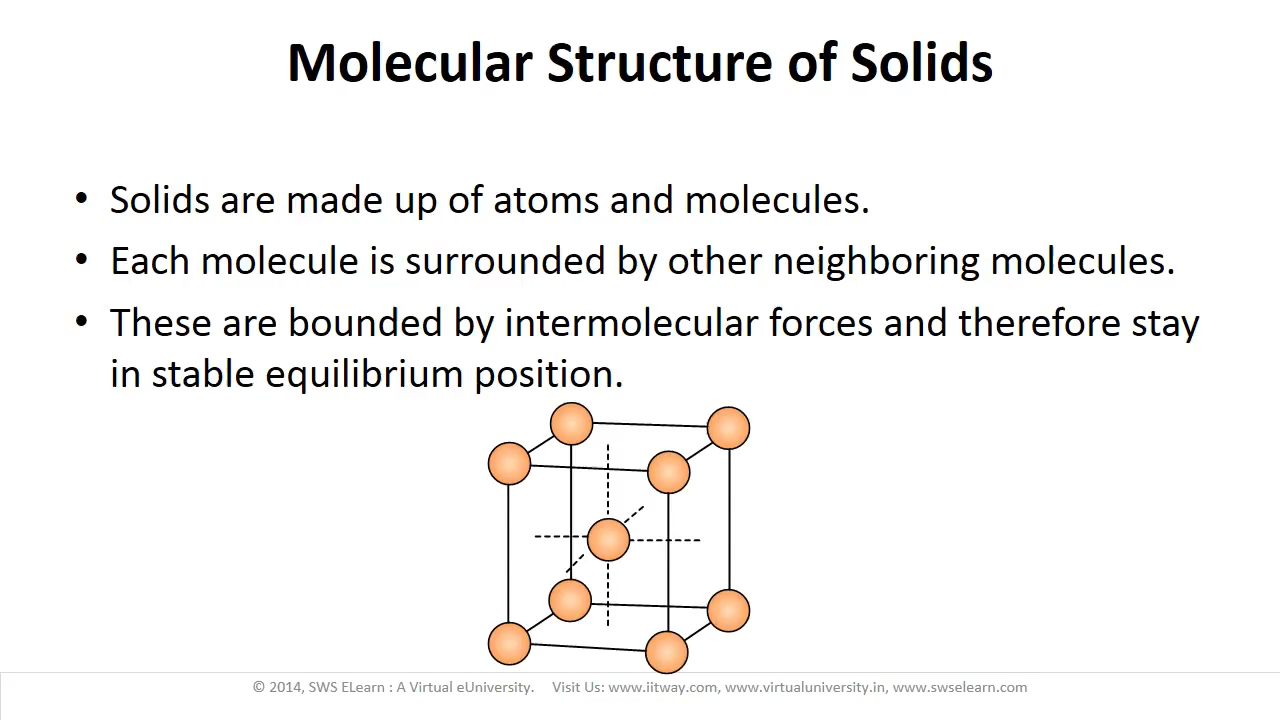 Molecular Structure of Solids
• Solids are made up of atoms and molecules.
• Each molecule is surrounded by other neighboring molecules.
• These are bounded by intermolecular forces and therefore stay
in stable equilibrium position.
© 2014, SWS ELearn : A Virtual eUniversity. Visit Us: www.iitway.com, www.virtualuniversity.in, www.swselearn.com